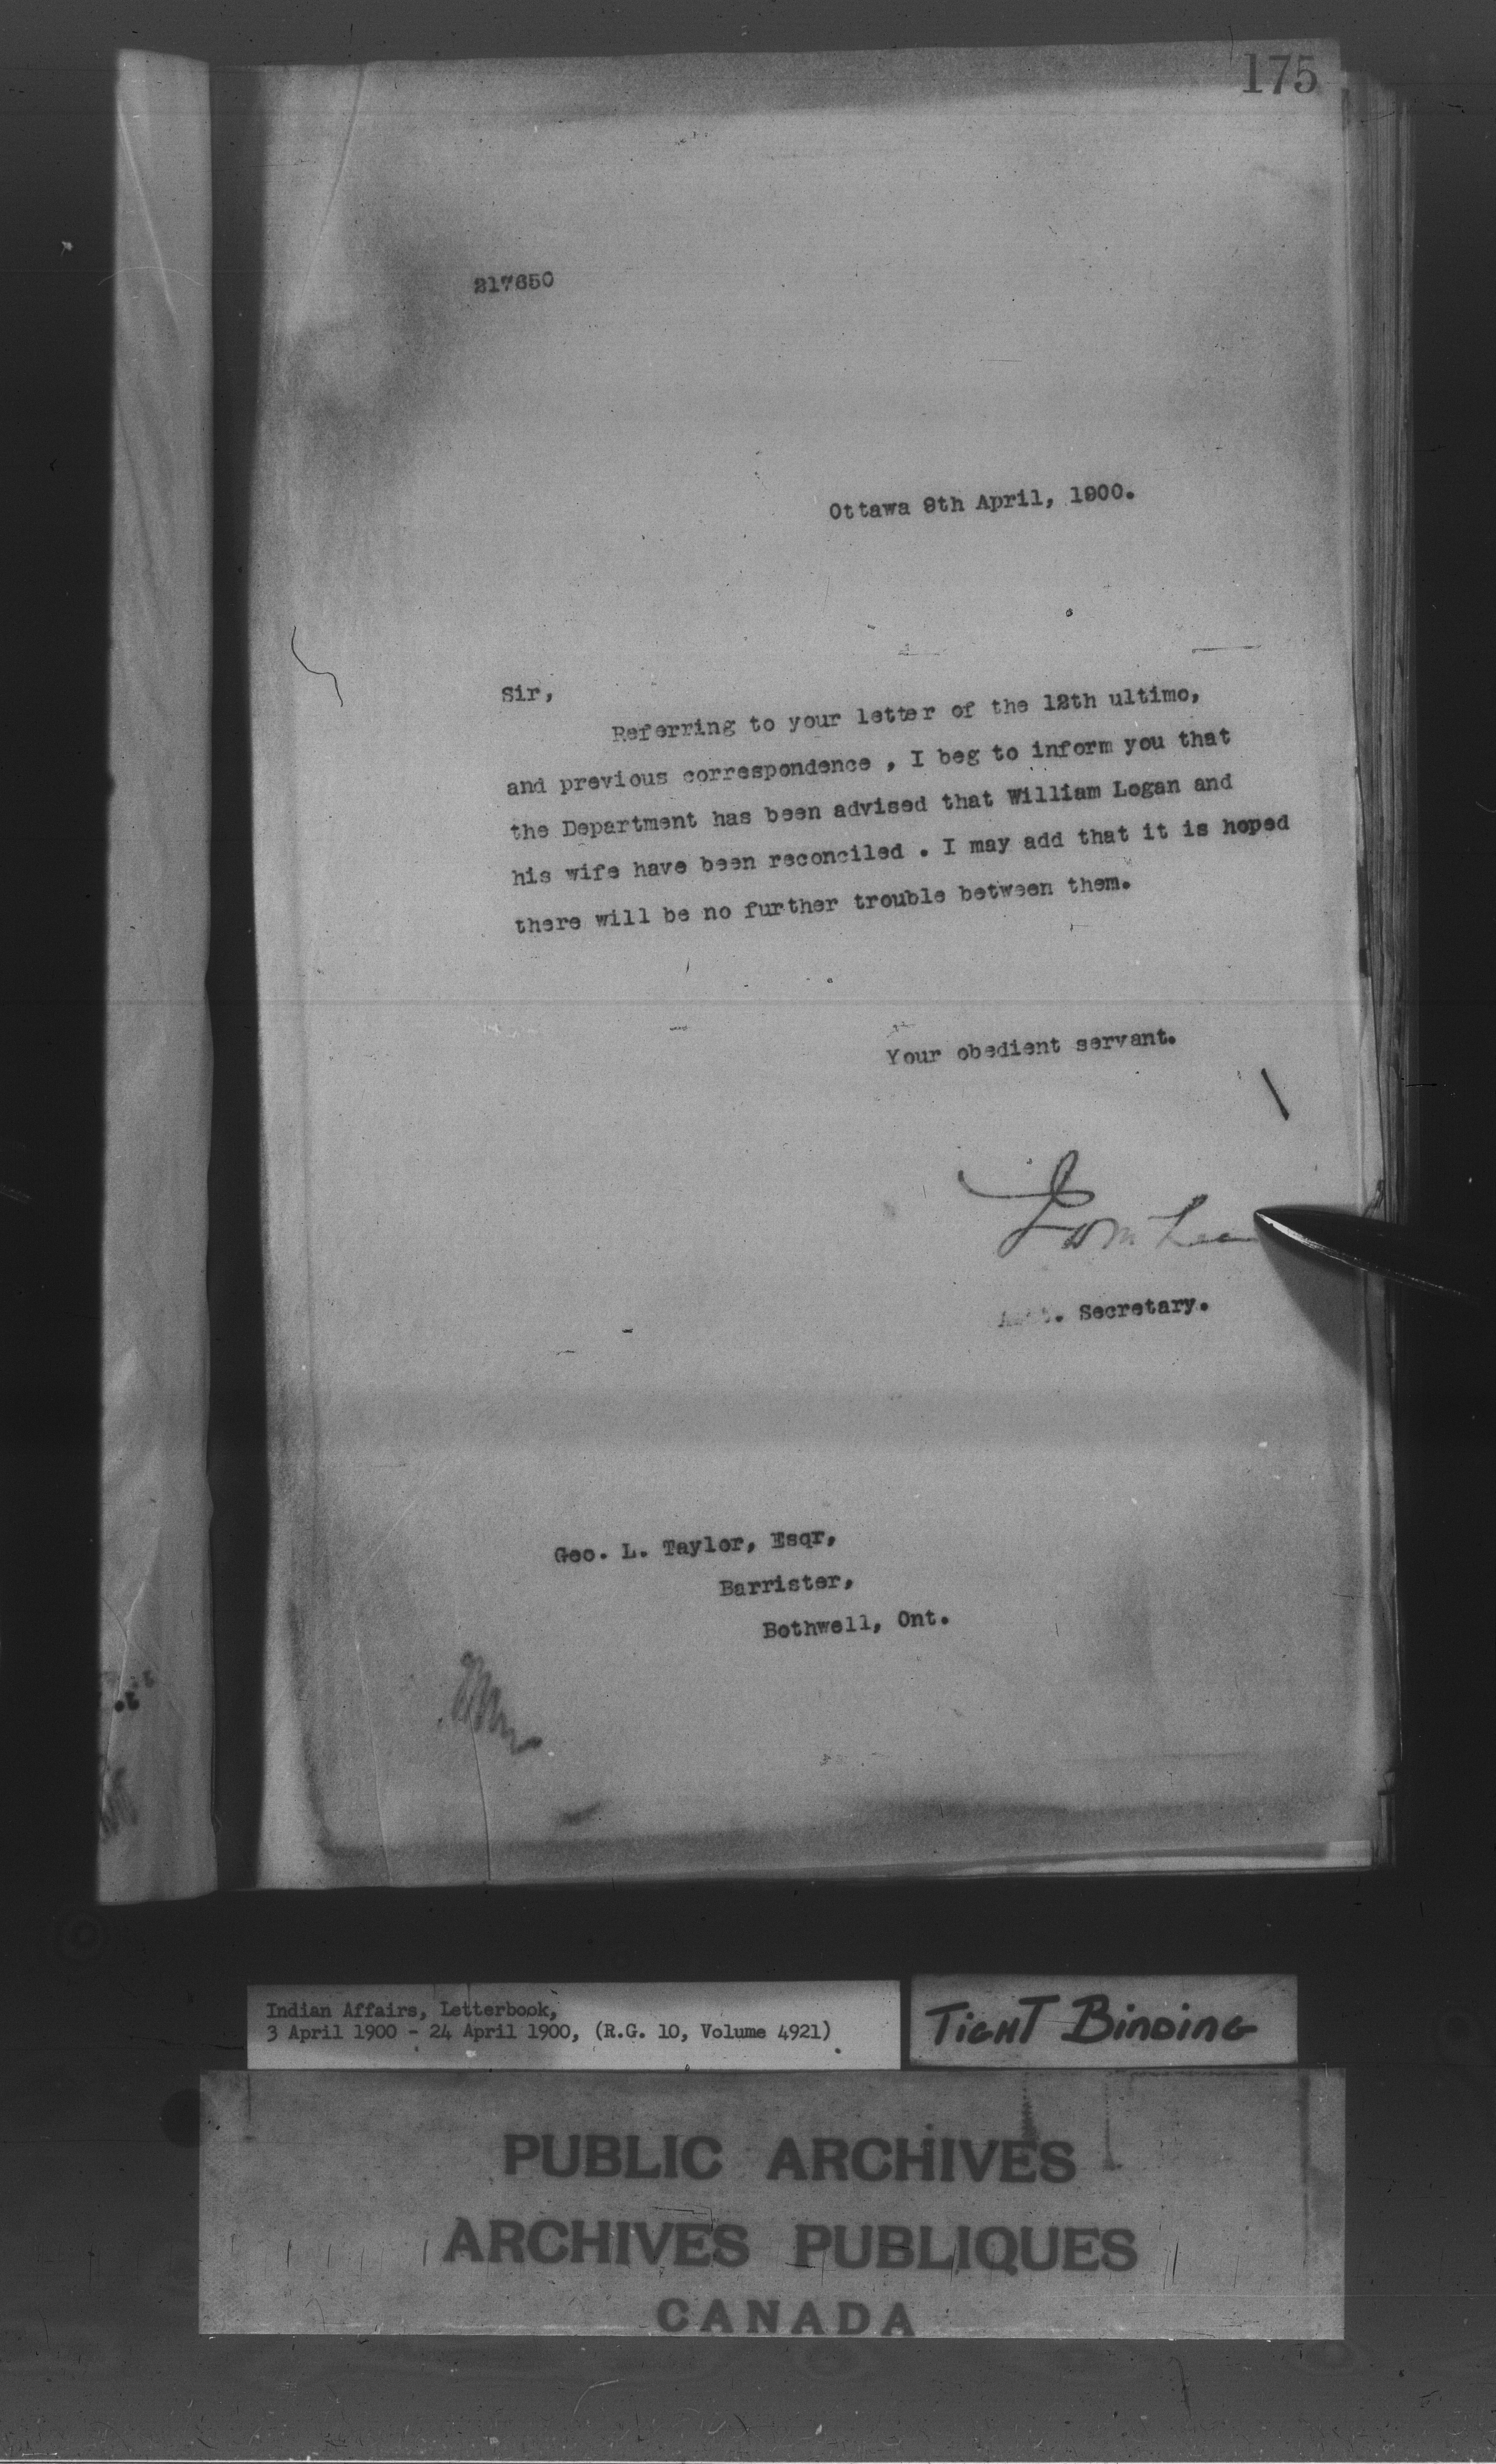 175
217650
Ottawa 9th April, 1900.
Sir,
Referring to your letter of the 12th ultimo,
and previous correspondence , I beg to inform you that
the Department has been advised that William Logan and
his wife have been reconciled . I may add that it is hoped
there will be no further trouble between them.
Your obedient servant.
Secretary.
Geo. L. Taylor, Esqr,
Barrister,
Bothwell, Ont.
Indian Affairs, Letterbook,
3 April 1900 - 24 April 1900, (R.G. 10, Volume 4921)
TIGHT BINDING
PUBLIC ARCHIVES
ARCHIVES PUBLIQUES
CANADA